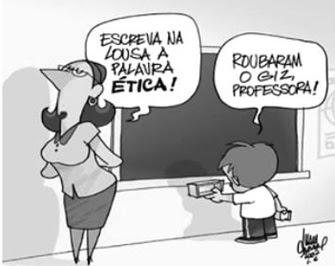 ESCREVA NA
LOUSA A
PALAVRA
ÉTICA!
ROUBARAM
O GIZ,
PROFESSORA!